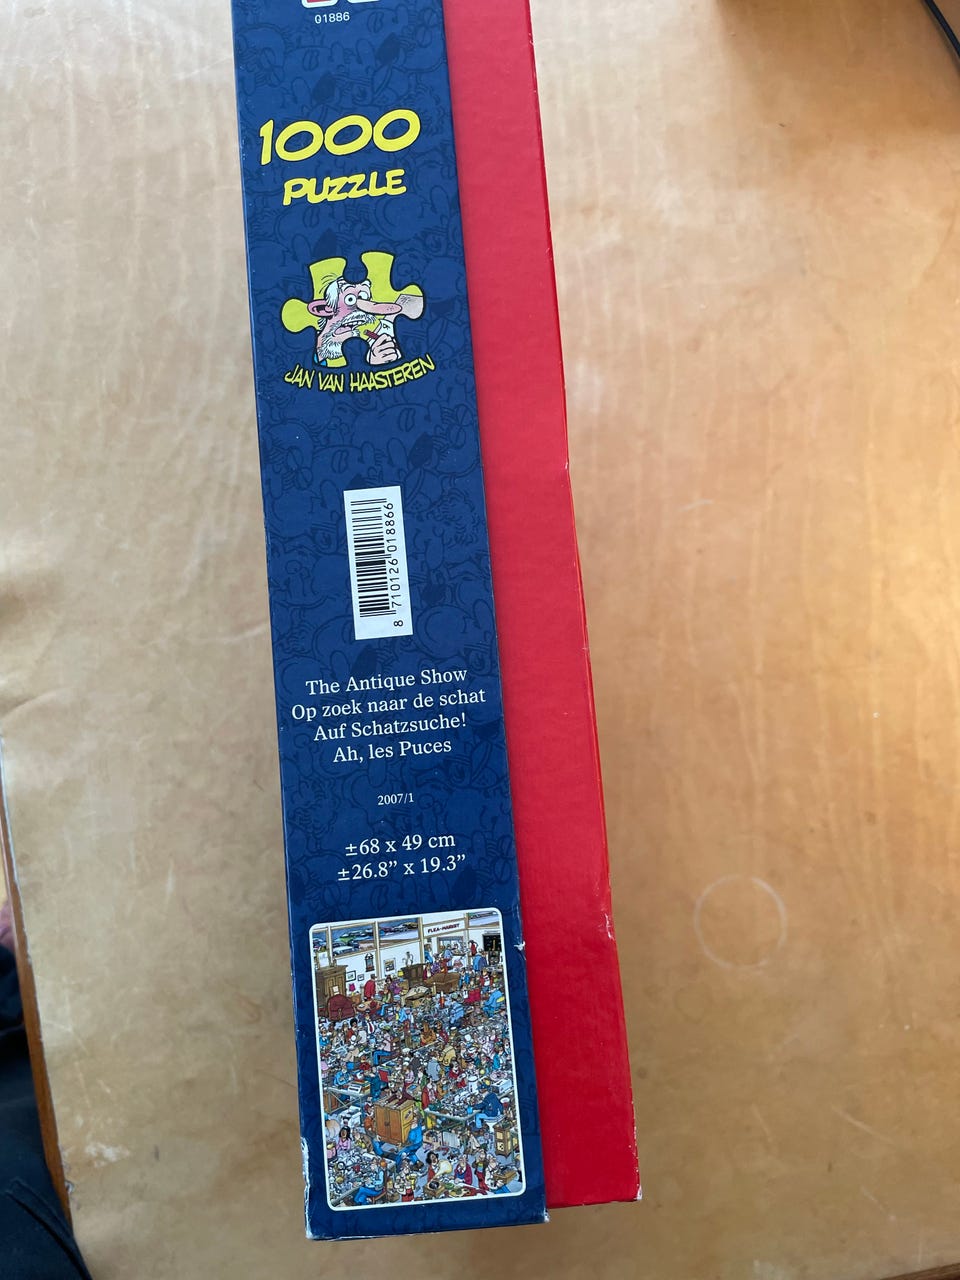 01886
1000
PUZZLE
JAN VAN HAASTEREN
8 710126 018866
The Antique Show
Op zoek naar de schat
Auf Schatzsuche!
Ah, les Puces
2007/1
±68 x 49 cm
±26.8” x 19.3”
FLEA-MARKET